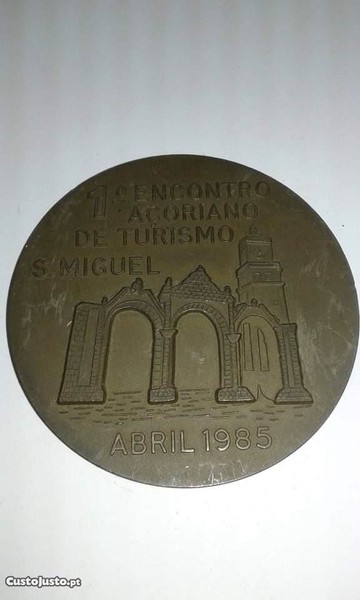 1º ENCONTRO
AÇORIANO
DE TURISMO
S. MIGUEL
ABRIL 1985
CustoJusto.pt